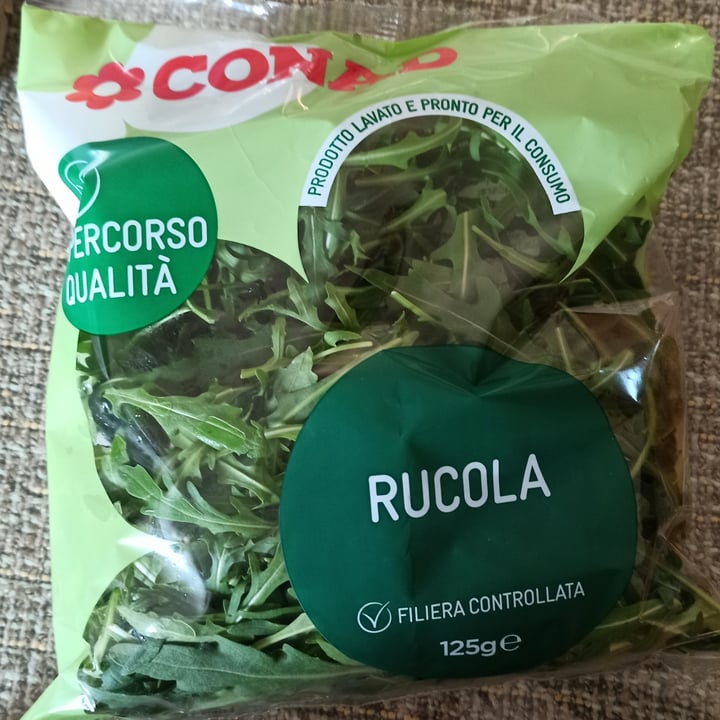 CONAD
PRODOTTO LAVATO E PRONTO PER IL CONSUMO
PERCORSO
QUALITÀ
RUCOLA
FILIERA CONTROLLATA
125g e